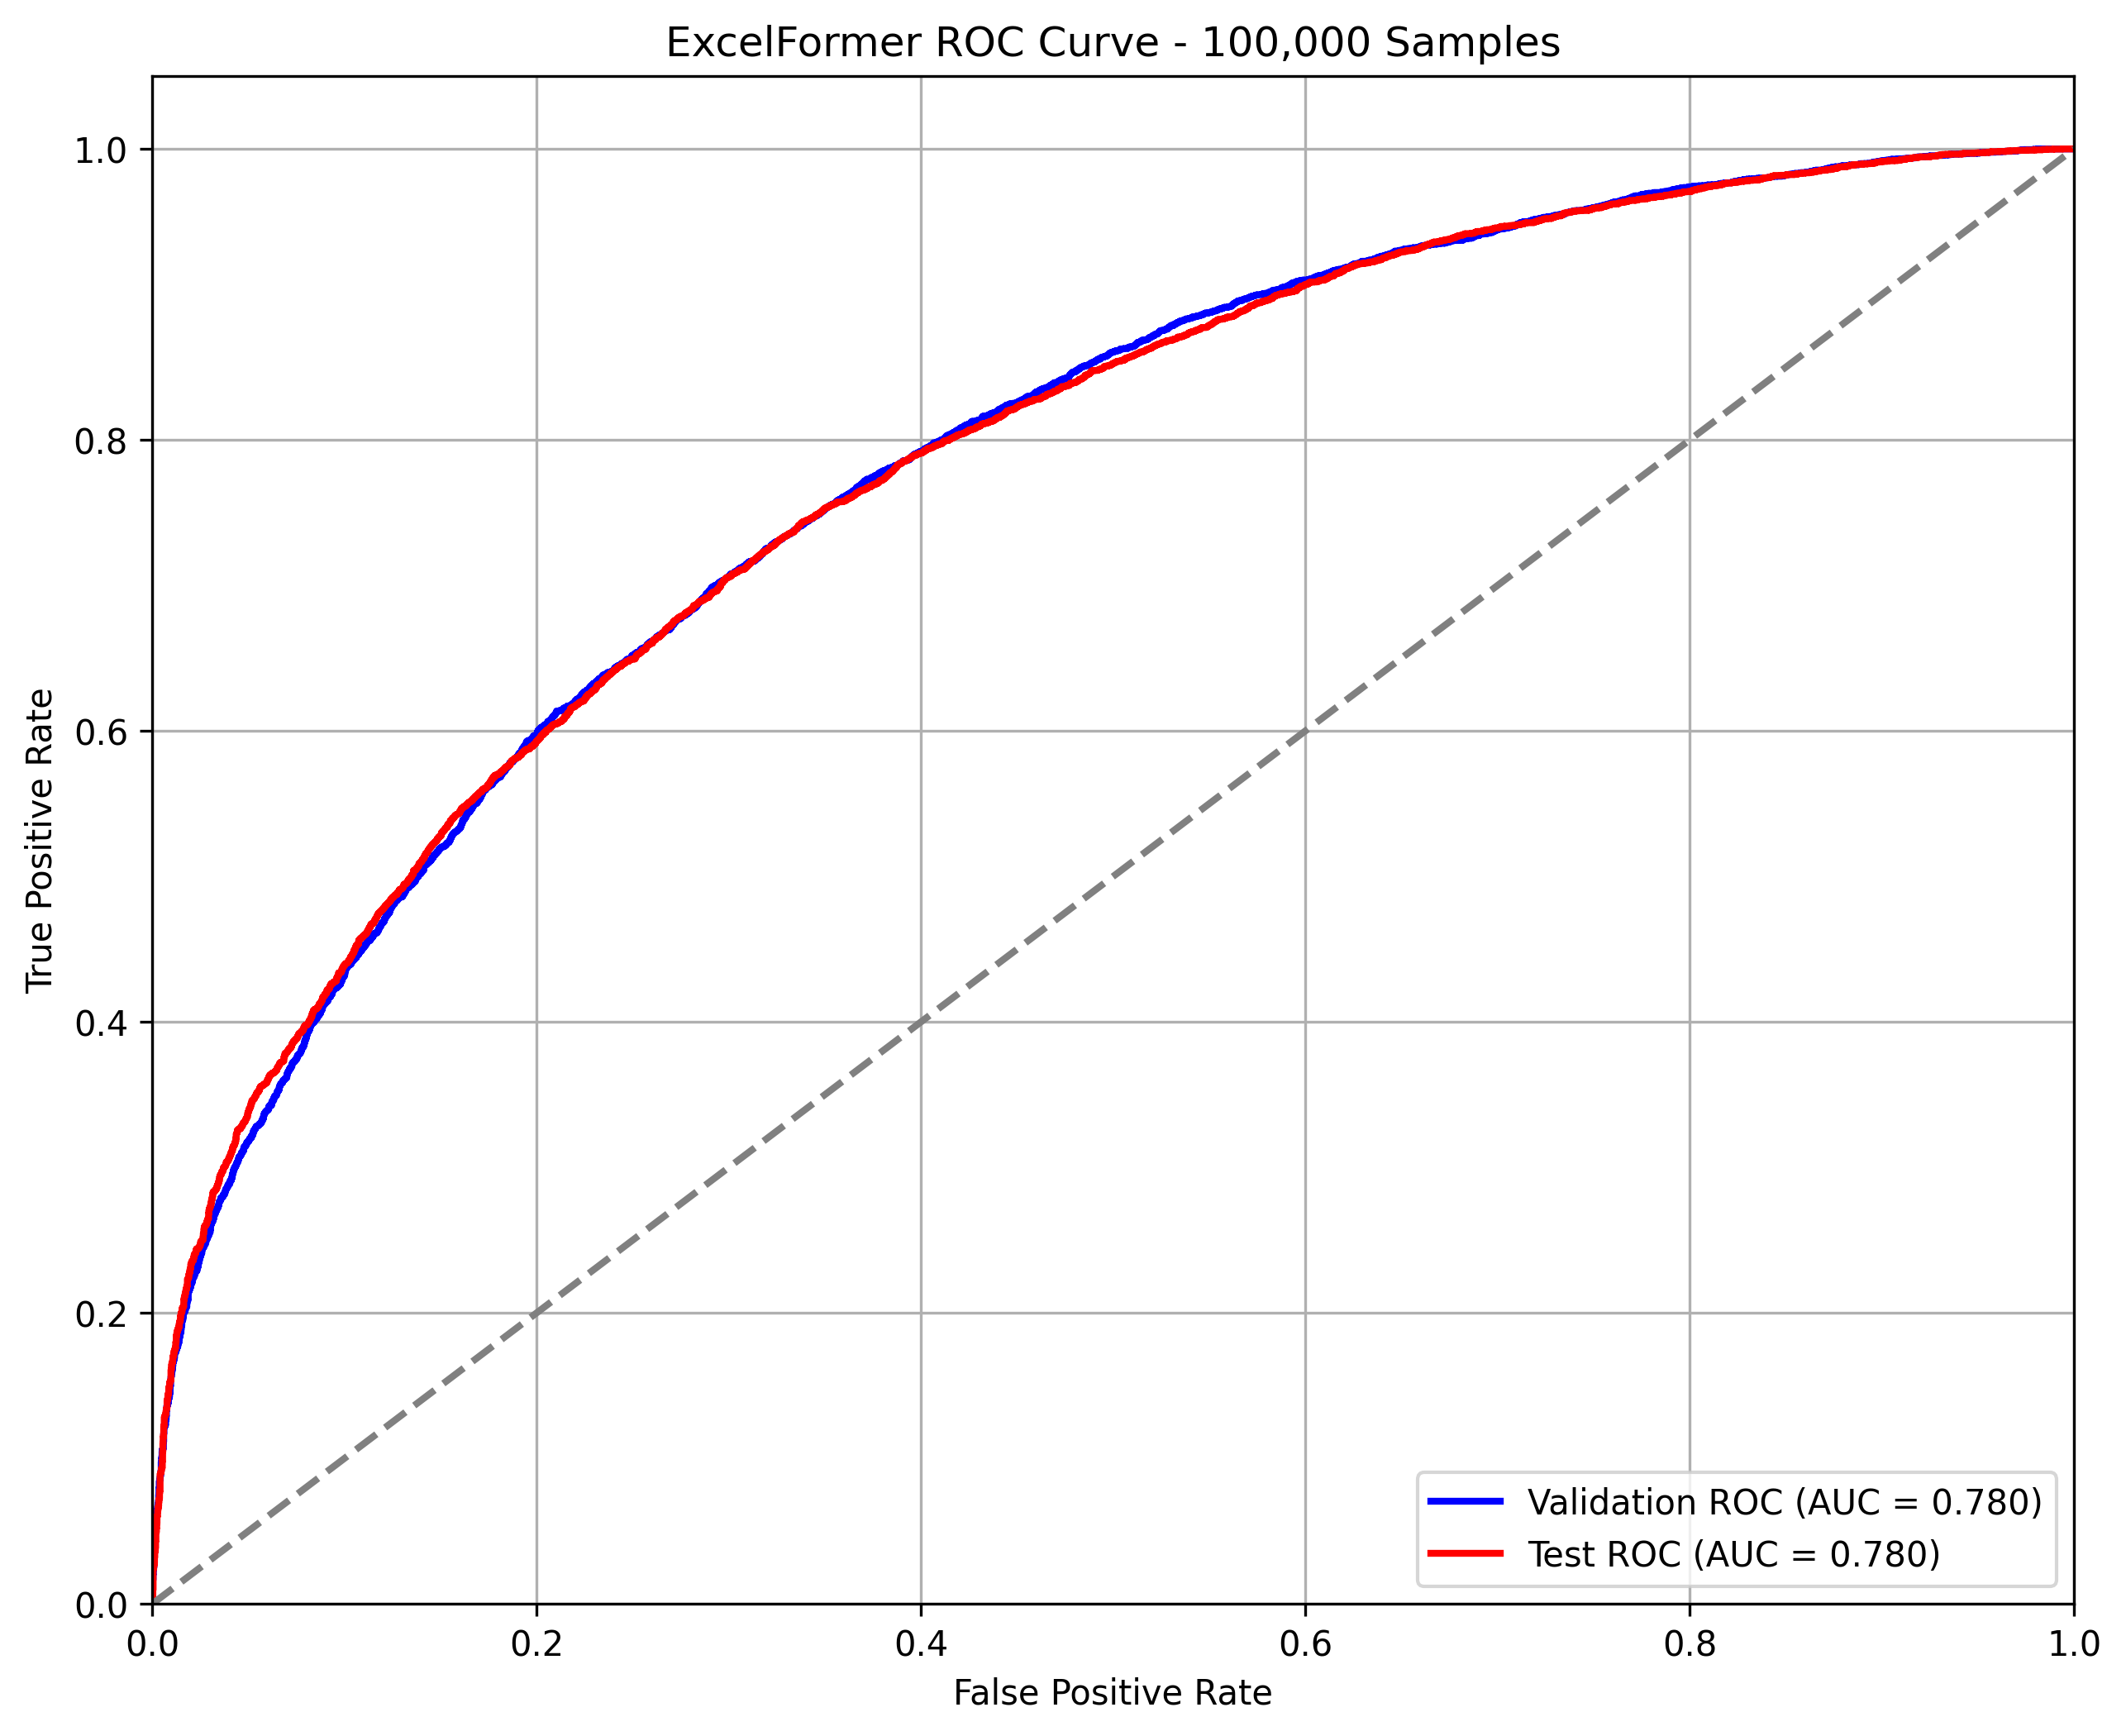 ExcelFormer ROC Curve - 100,000 Samples
1.0
0.8
0.6
0.4
0.2
0.0
True Positive Rate
0.0 0.2 0.4 0.6 0.8 1.0
False Positive Rate
Validation ROC (AUC = 0.780)
Test ROC (AUC = 0.780)